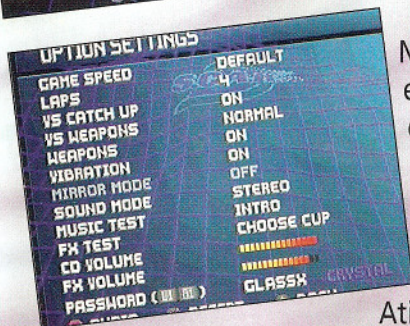 OPTION SETTINGS
GAME SPEED DEFAULT
LAPS 4
VS CATCH UP ON
VS WEAPONS NORMAL
WEAPONS ON
VIBRATION ON
MIRROR MODE OFF
SOUND MODE STEREO
MUSIC TEST INTRO
FX TEST CHOOSE CUP
CD VOLUME
FX VOLUME
PASSWORD ( ) GLASSX CRYSTAL